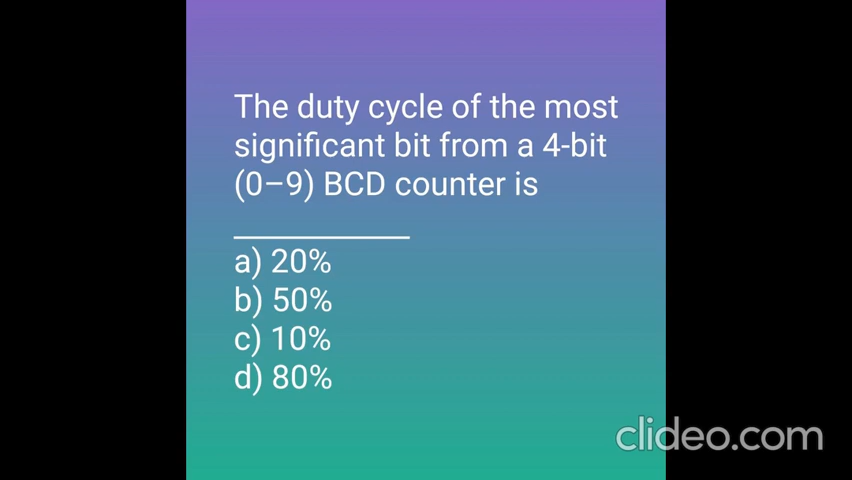 The duty cycle of the most
significant bit from a 4-bit
(0–9) BCD counter is
___________
a) 20%
b) 50%
c) 10%
d) 80%
clideo.com